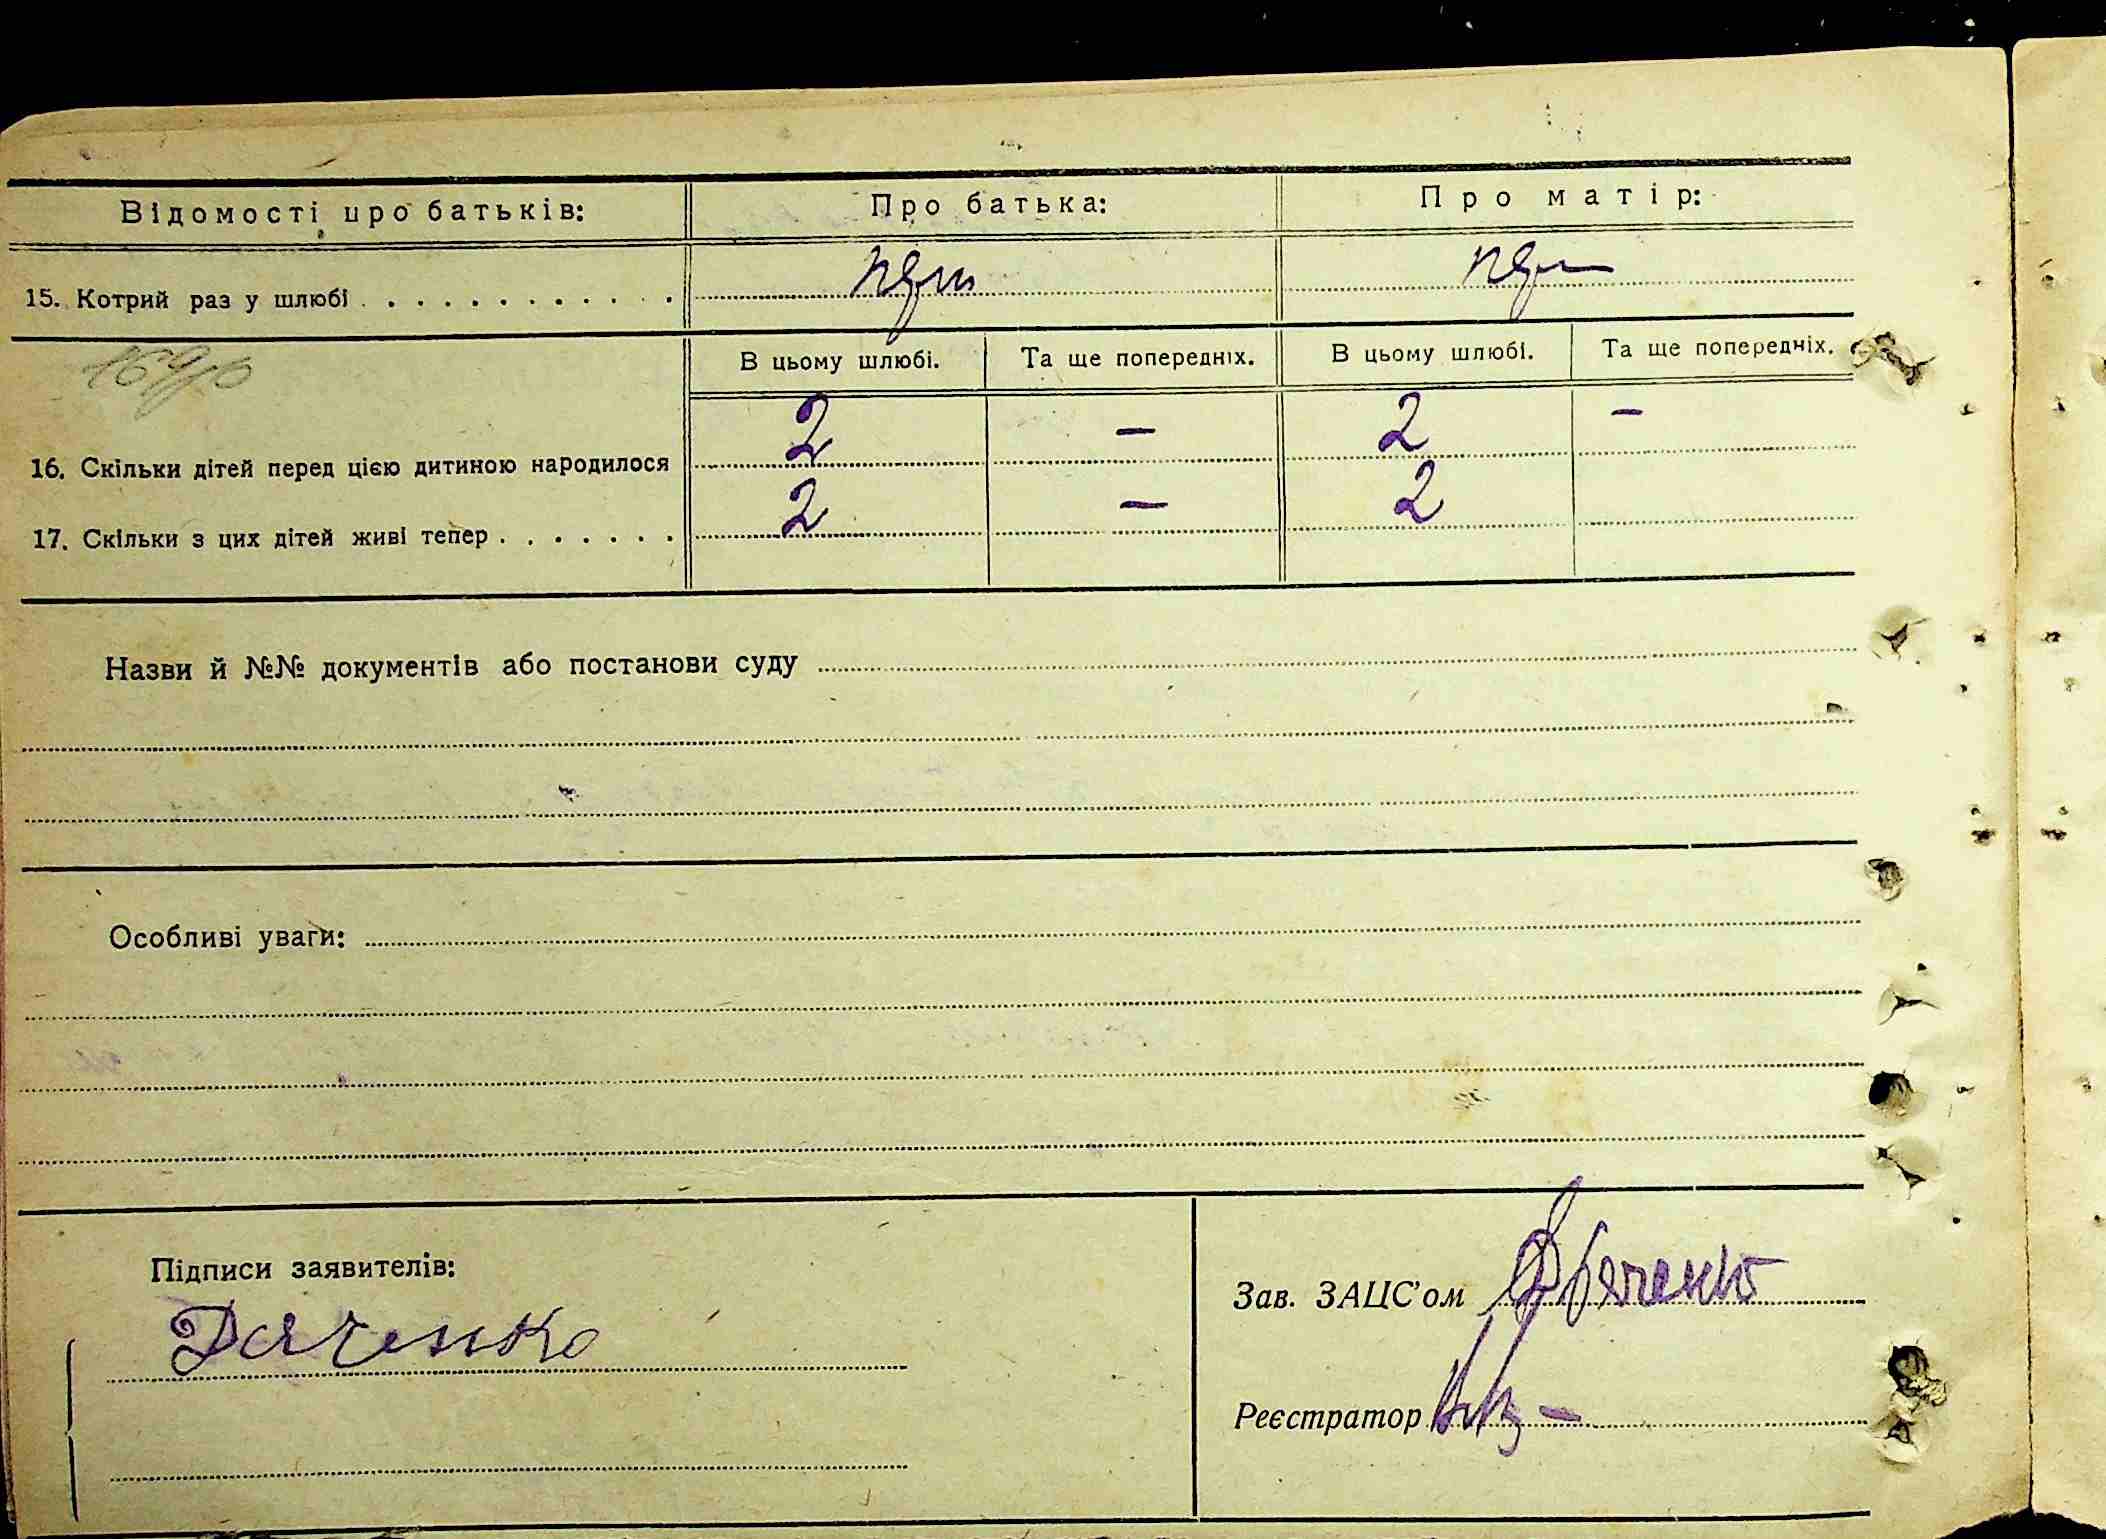 Відомості про батьків: Про батька: Про матір:
15. Котрий раз у шлюбі
В цьому шлюбі. Та ще попередніх. В цьому шлюбі. Та ще попередніх.
2 — 2 —
16. Скільки дітей перед цією дитиною народилося
2 — 2
17. Скільки з цих дітей живі тепер
Назви й №№ документів або постанови суду
Особливі уваги:
Підписи заявителів:
Зав. ЗАЦС'ом
Дяченко
Реєстратор